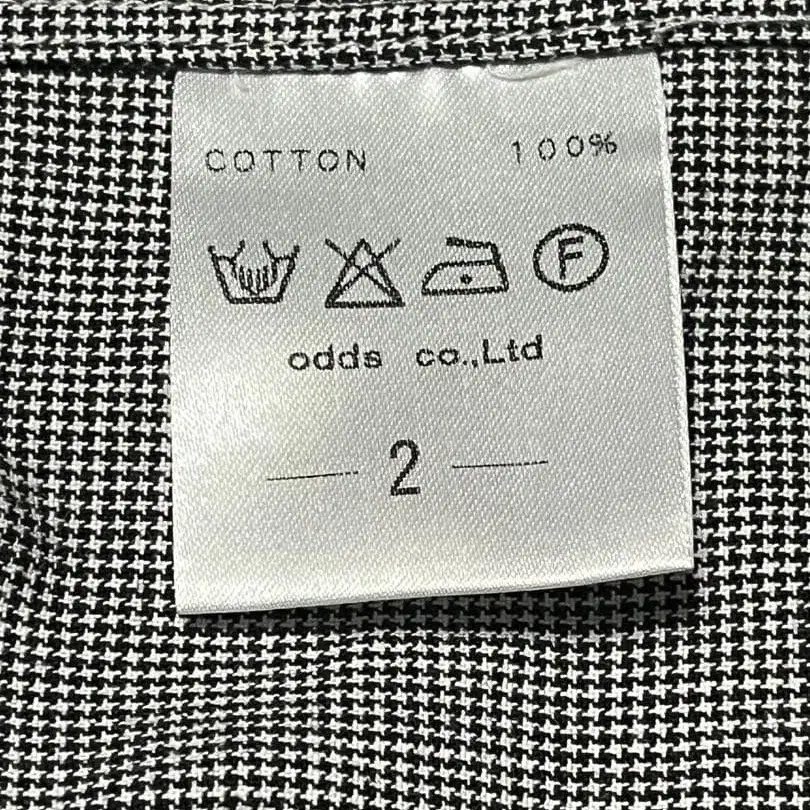 COTTON 100%
F
odds co.,Ltd
2